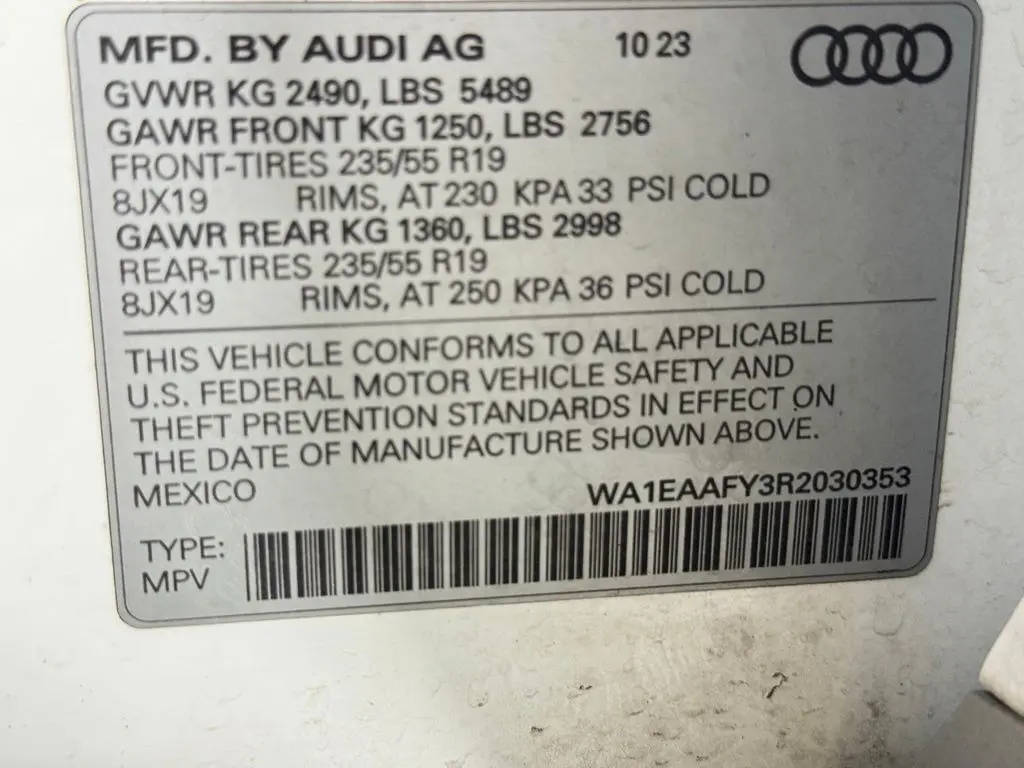 MFD. BY AUDI AG 10 23
GVWR KG 2490, LBS 5489
GAWR FRONT KG 1250, LBS 2756
FRONT-TIRES 235/55 R19
8JX19 RIMS, AT 230 KPA 33 PSI COLD
GAWR REAR KG 1360, LBS 2998
REAR-TIRES 235/55 R19
8JX19 RIMS, AT 250 KPA 36 PSI COLD
THIS VEHICLE CONFORMS TO ALL APPLICABLE
U.S. FEDERAL MOTOR VEHICLE SAFETY AND
THEFT PREVENTION STANDARDS IN EFFECT ON
THE DATE OF MANUFACTURE SHOWN ABOVE.
MEXICO WA1EAAFY3R2030353
TYPE:
MPV